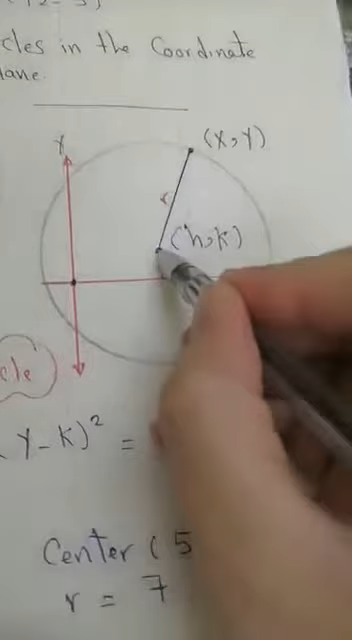 cles in the Coordinate
lane.
Y
(x,y)
r
(h,k)
cle
(y-k)² =
Center (5
r = 7